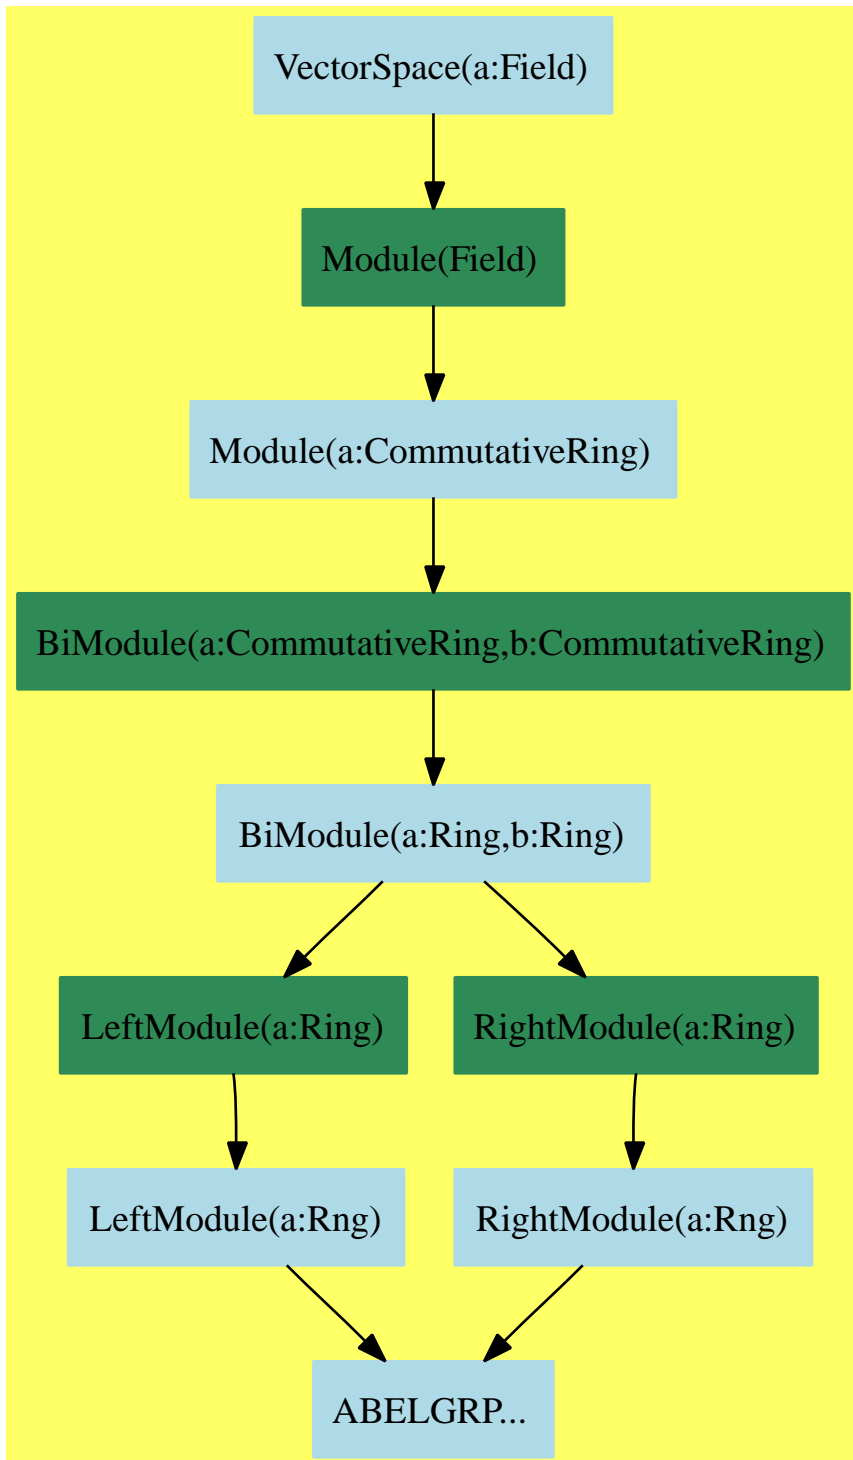 VectorSpace(a:Field)
Module(Field)
Module(a:CommutativeRing)
BiModule(a:CommutativeRing,b:CommutativeRing)
BiModule(a:Ring,b:Ring)
LeftModule(a:Ring)
RightModule(a:Ring)
LeftModule(a:Rng)
RightModule(a:Rng)
ABELGRP...